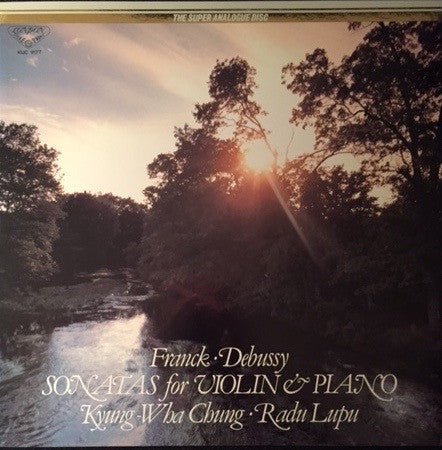 THE SUPER ANALOGUE DISC
Franck · Debussy
SONATAS for VIOLIN & PIANO
Kyung-Wha Chung · Radu Lupu